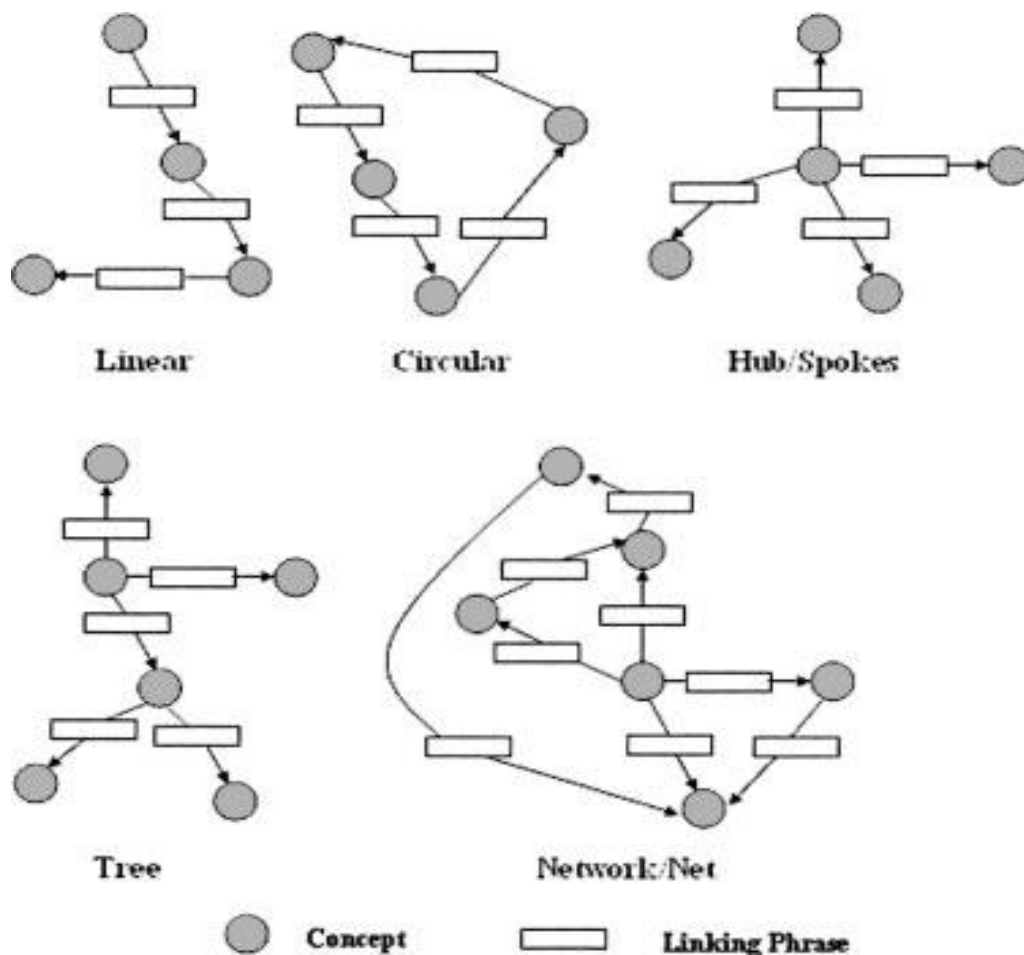 Linear
Circular
Hub/Spokes
Tree
Network/Net
Concept
Linking Phrase